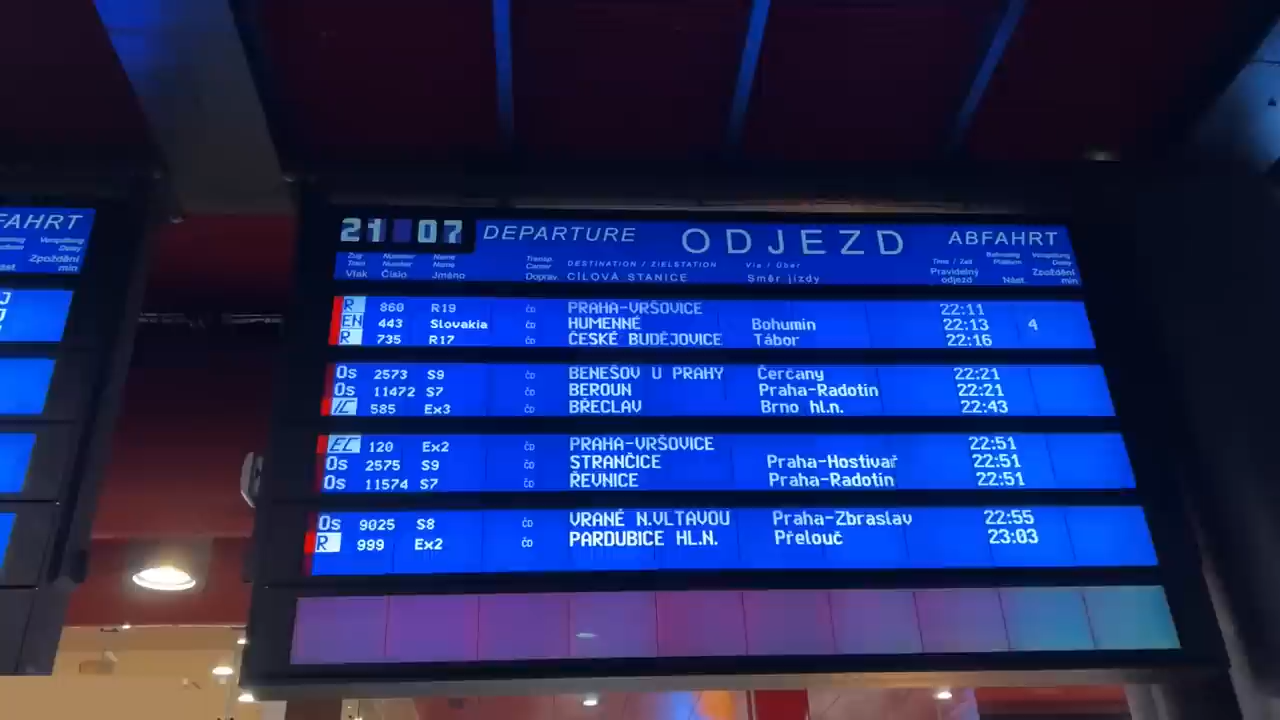 FAHRT
Verspätung
Delay
Zpoždění
min
21 07 DEPARTURE ODJEZD ABFAHRT
Zug Number Name Transp. DESTINATION / ZIELSTATION Via / Über Time / Zeit Bahnsteig Verspätung
Train Nummer Name Carrier Platform Delay
Vlak Číslo Jméno Doprav. CÍLOVÁ STANICE Směr jízdy Pravidelný odjezd Nást. Zpoždění min
R 860 R19 ČD PRAHA-VRŠOVICE 22:11
EN 443 Slovakia ČD HUMENNÉ Bohumín 22:13 4
R 735 R17 ČD ČESKÉ BUDĚJOVICE Tábor 22:16
Os 2573 S9 ČD BENEŠOV U PRAHY Čerčany 22:21
Os 11472 S7 ČD BEROUN Praha-Radotín 22:21
IC 585 Ex3 ČD BŘECLAV Brno hl.n. 22:43
EC 120 Ex2 ČD PRAHA-VRŠOVICE 22:51
Os 2575 S9 ČD STRANČICE Praha-Hostivař 22:51
Os 11574 S7 ČD ŘEVNICE Praha-Radotín 22:51
Os 9025 S8 ČD VRANÉ N.VLTAVOU Praha-Zbraslav 22:55
R 999 Ex2 ČD PARDUBICE HL.N. Přelouč 23:03